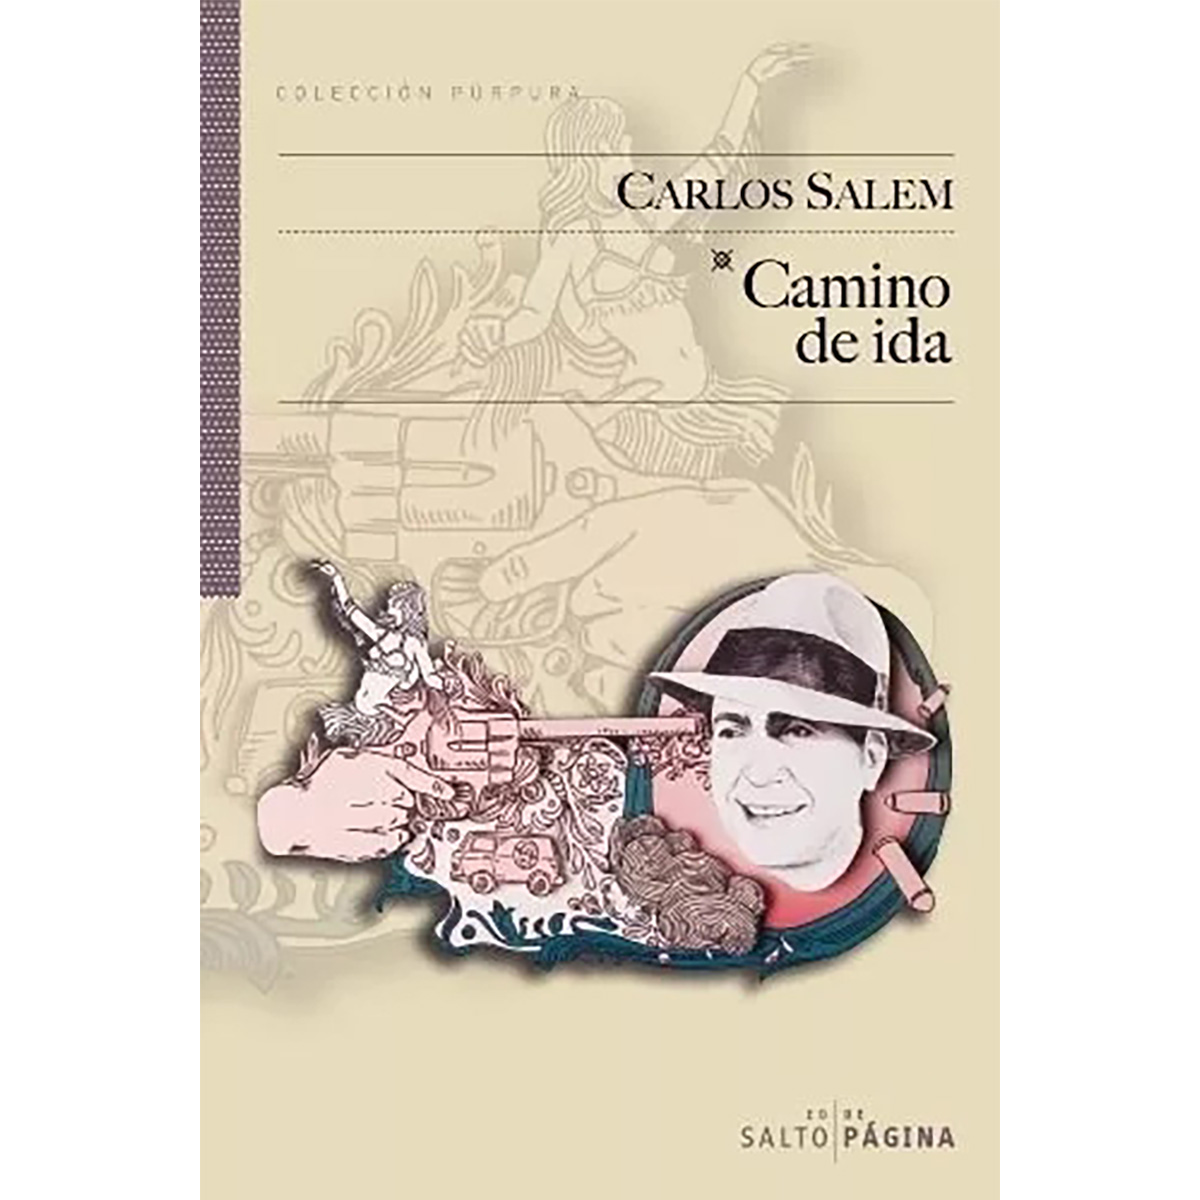 COLECCIÓN PÚRPURA
CARLOS SALEM
Camino
de ida
ED DE
SALTO PÁGINA